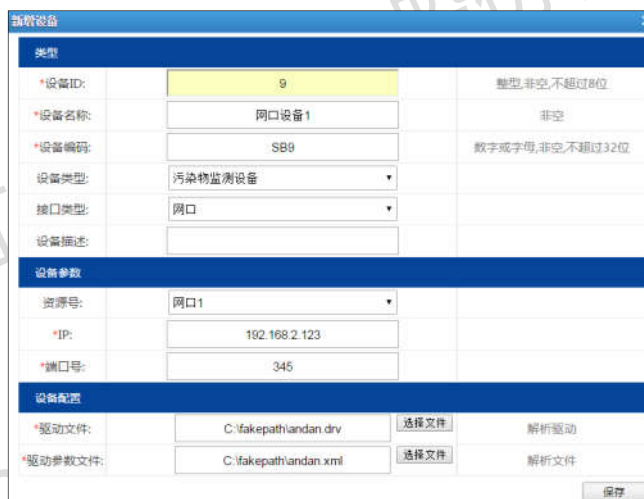 新增设备
类型
*设备ID: 9 整型,非空,不超过8位
*设备名称: 网口设备1 非空
*设备编码: SB9 数字或字母,非空,不超过32位
设备类型: 污染物监测设备
接口类型: 网口
设备描述:
设备参数
资源号: 网口1
*IP: 192.168.2.123
*端口号: 345
设备配置
*驱动文件: C:\fakepath\andan.drv 选择文件 解析驱动
*驱动参数文件: C:\fakepath\andan.xml 选择文件 解析文件
保存